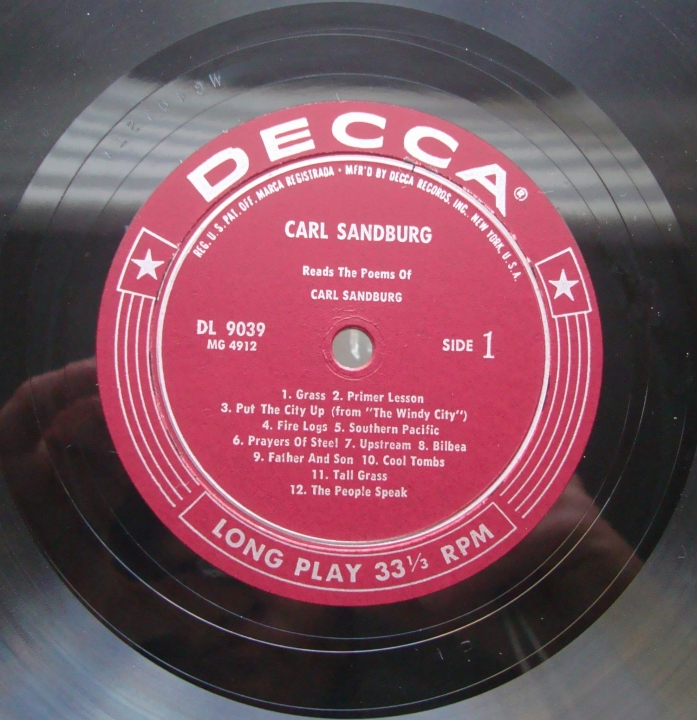 DECCA®
REG. U.S. PAT. OFF. MARCA REGISTRADA • MFR'D BY DECCA RECORDS, INC., NEW YORK, U.S.A.
CARL SANDBURG
Reads The Poems Of
CARL SANDBURG
DL 9039
MG 4912
SIDE 1
1. Grass 2. Primer Lesson
3. Put The City Up (from "The Windy City")
4. Fire Logs 5. Southern Pacific
6. Prayers Of Steel 7. Upstream 8. Bilbea
9. Father And Son 10. Cool Tombs
11. Tall Grass
12. The People Speak
LONG PLAY 33⅓ RPM